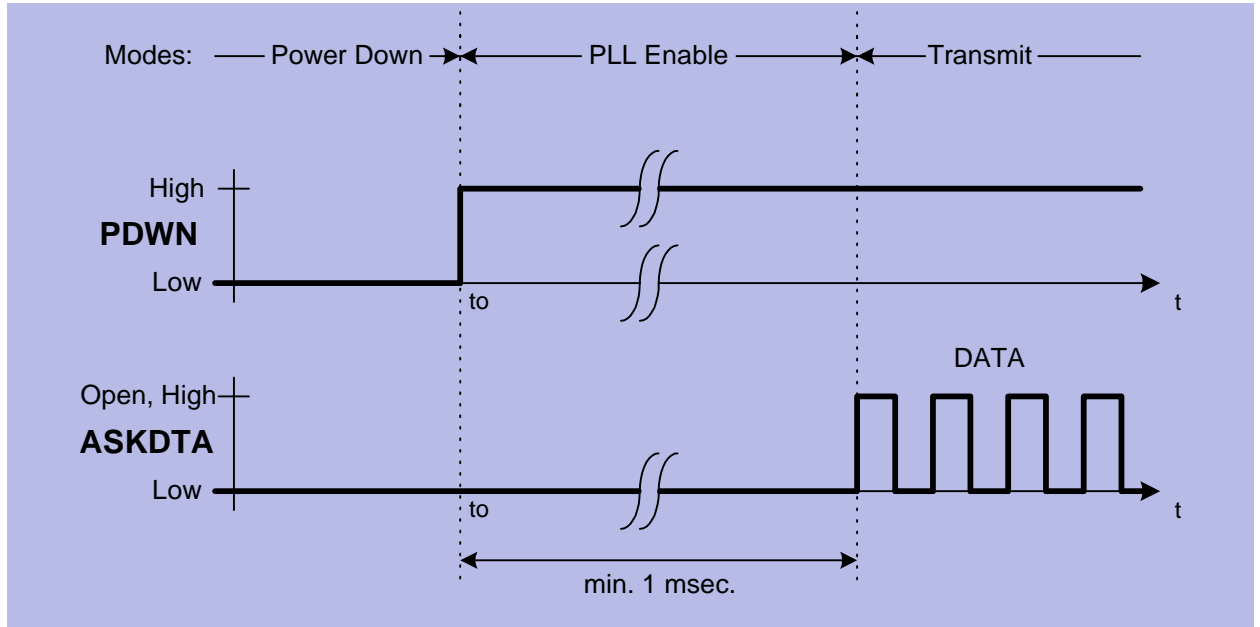 Modes: Power Down PLL Enable Transmit
High
PDWN
Low
to
t
DATA
Open, High
ASKDTA
Low
to
t
min. 1 msec.